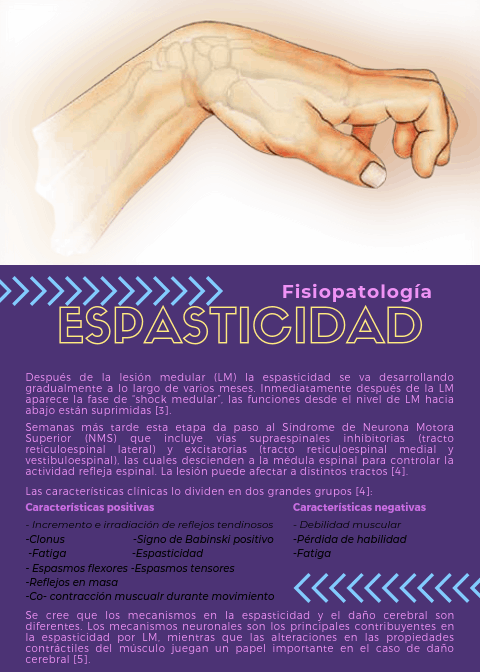 Fisiopatología
ESPASTICIDAD
Después de la lesión medular (LM) la espasticidad se va desarrollando
gradualmente a lo largo de varios meses. Inmediatamente después de la LM
aparece la fase de "shock medular", las funciones desde el nivel de LM hacia
abajo están suprimidas [3].
Semanas más tarde esta etapa da paso al Síndrome de Neurona Motora
Superior (NMS) que incluye vías supraespinales inhibitorias (tracto
reticuloespinal lateral) y excitatorias (tracto reticuloespinal medial y
vestibuloespinal), las cuales descienden a la médula espinal para controlar la
actividad refleja espinal. La lesión puede afectar a distintos tractos [4].
Las características clínicas lo dividen en dos grandes grupos [4]:
Características positivas
- Incremento e irradiación de reflejos tendinosos
-Clonus -Signo de Babinski positivo
-Fatiga -Espasticidad
- Espasmos flexores -Espasmos tensores
-Reflejos en masa
-Co- contracción muscualr durante movimiento
Características negativas
- Debilidad muscular
-Pérdida de habilidad
-Fatiga
Se cree que los mecanismos en la espasticidad y el daño cerebral son
diferentes. Los mecanismos neuronales son los principales contribuyentes en
la espasticidad por LM, mientras que las alteraciones en las propiedades
contráctiles del músculo juegan un papel importante en el caso de daño
cerebral [5].